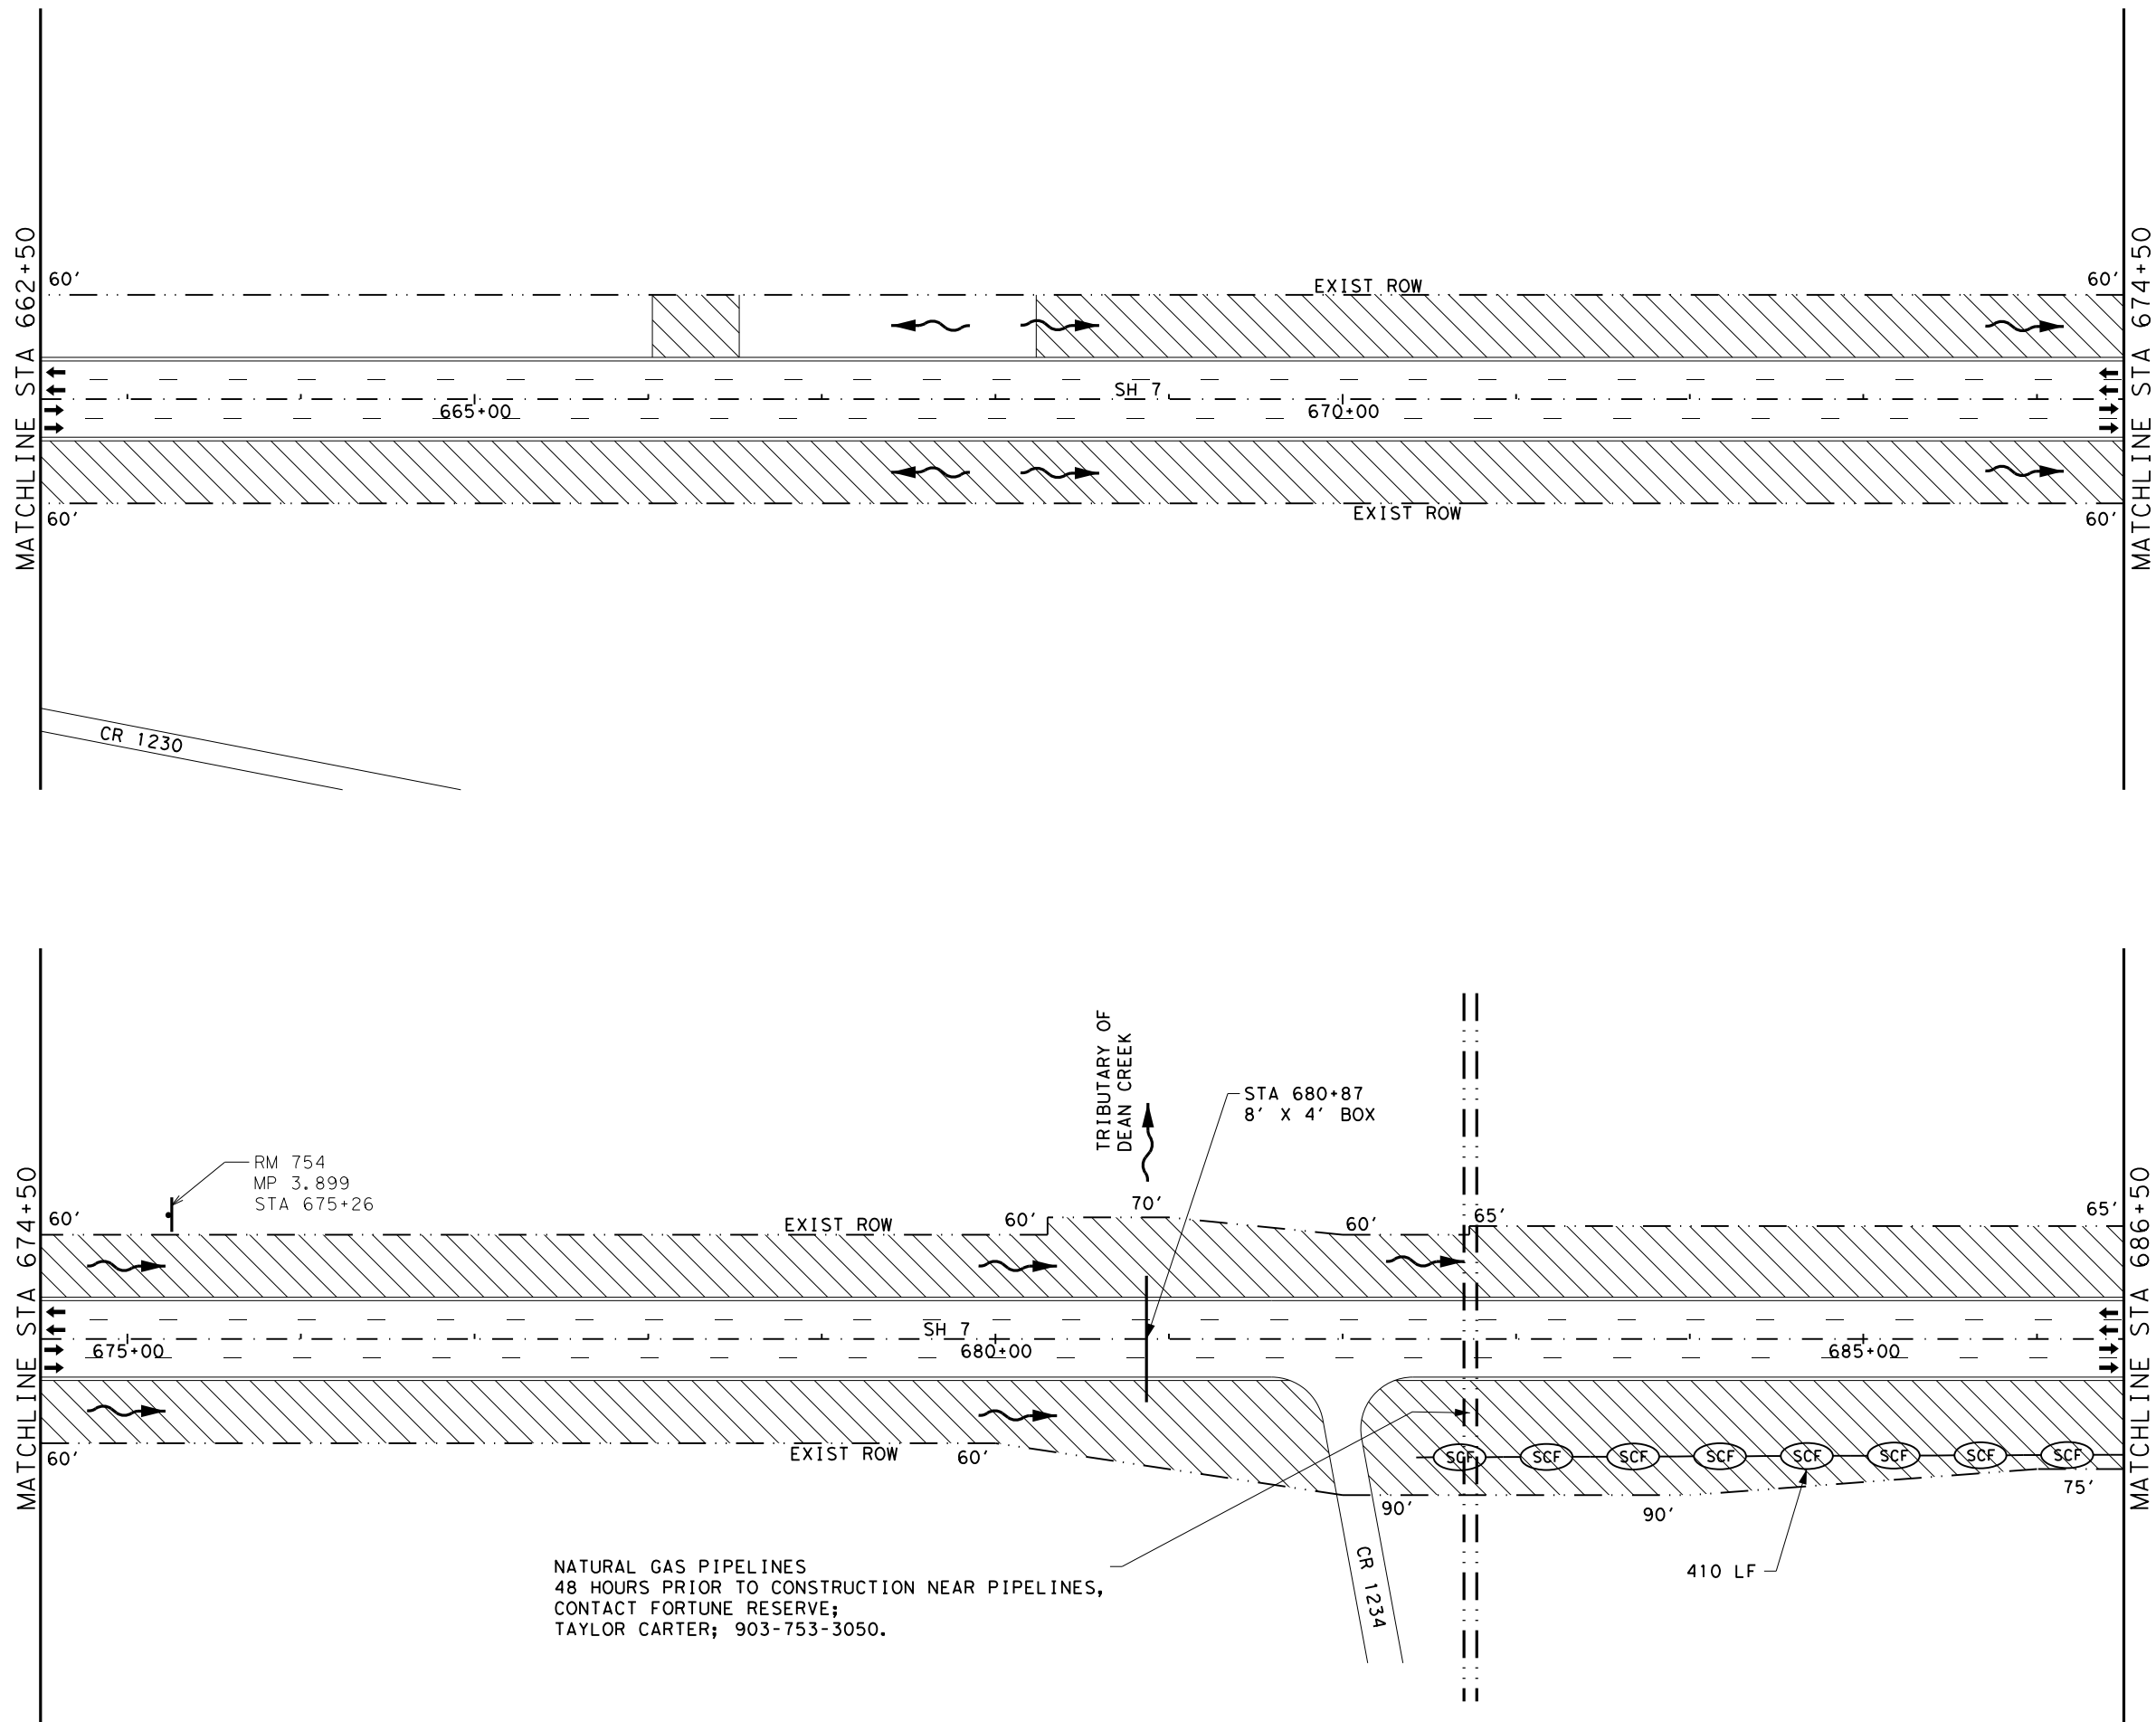 MATCHLINE STA 662+50
60'
EXIST ROW
60'
SH 7
665+00
670+00
60'
EXIST ROW
60'
MATCHLINE STA 674+50
CR 1230
MATCHLINE STA 674+50
TRIBUTARY OF
DEAN CREEK
STA 680+87
8' X 4' BOX
RM 754
MP 3.899
STA 675+26
60'
EXIST ROW
60'
70'
60'
65'
65'
SH 7
675+00
680+00
685+00
60'
EXIST ROW
60'
SCF
SCF
SCF
SCF
SCF
SCF
SCF
SCF
90'
90'
75'
MATCHLINE STA 686+50
NATURAL GAS PIPELINES
48 HOURS PRIOR TO CONSTRUCTION NEAR PIPELINES,
CONTACT FORTUNE RESERVE;
TAYLOR CARTER; 903-753-3050.
CR 1234
410 LF